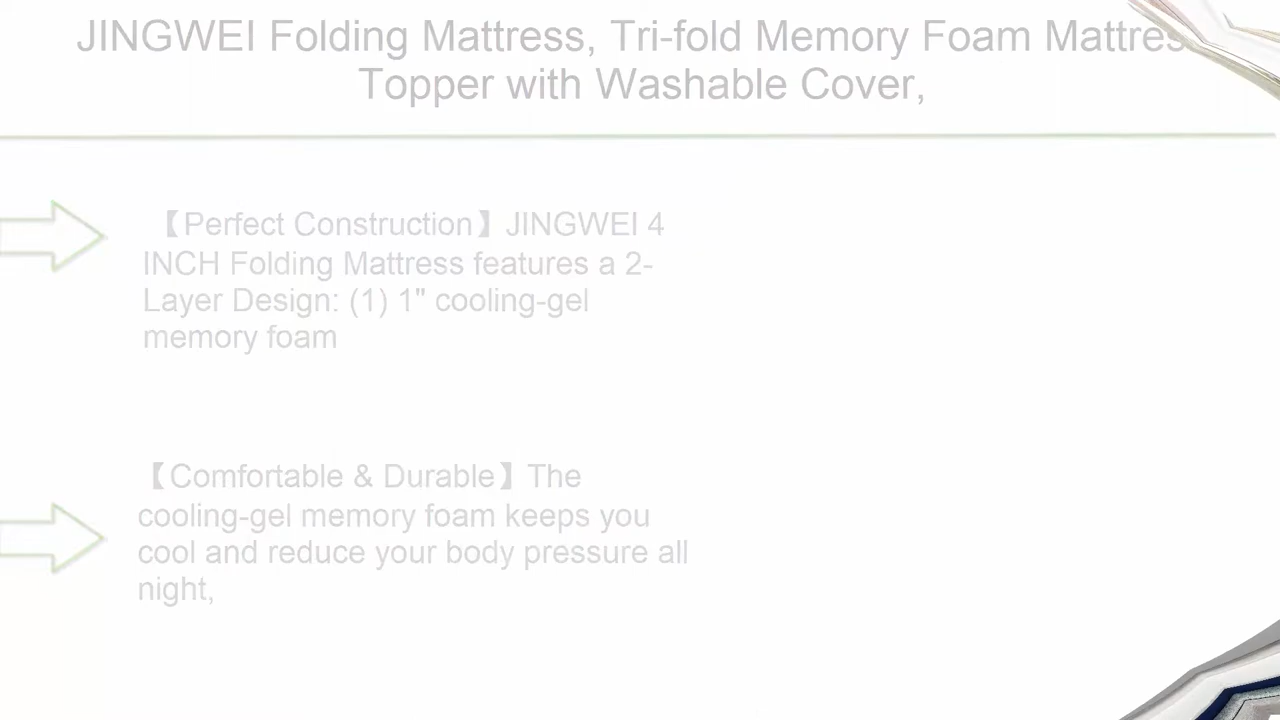 JINGWEI Folding Mattress, Tri-fold Memory Foam Mattres
Topper with Washable Cover,
【Perfect Construction】JINGWEI 4
INCH Folding Mattress features a 2-
Layer Design: (1) 1" cooling-gel
memory foam
【Comfortable & Durable】The
cooling-gel memory foam keeps you
cool and reduce your body pressure all
night,